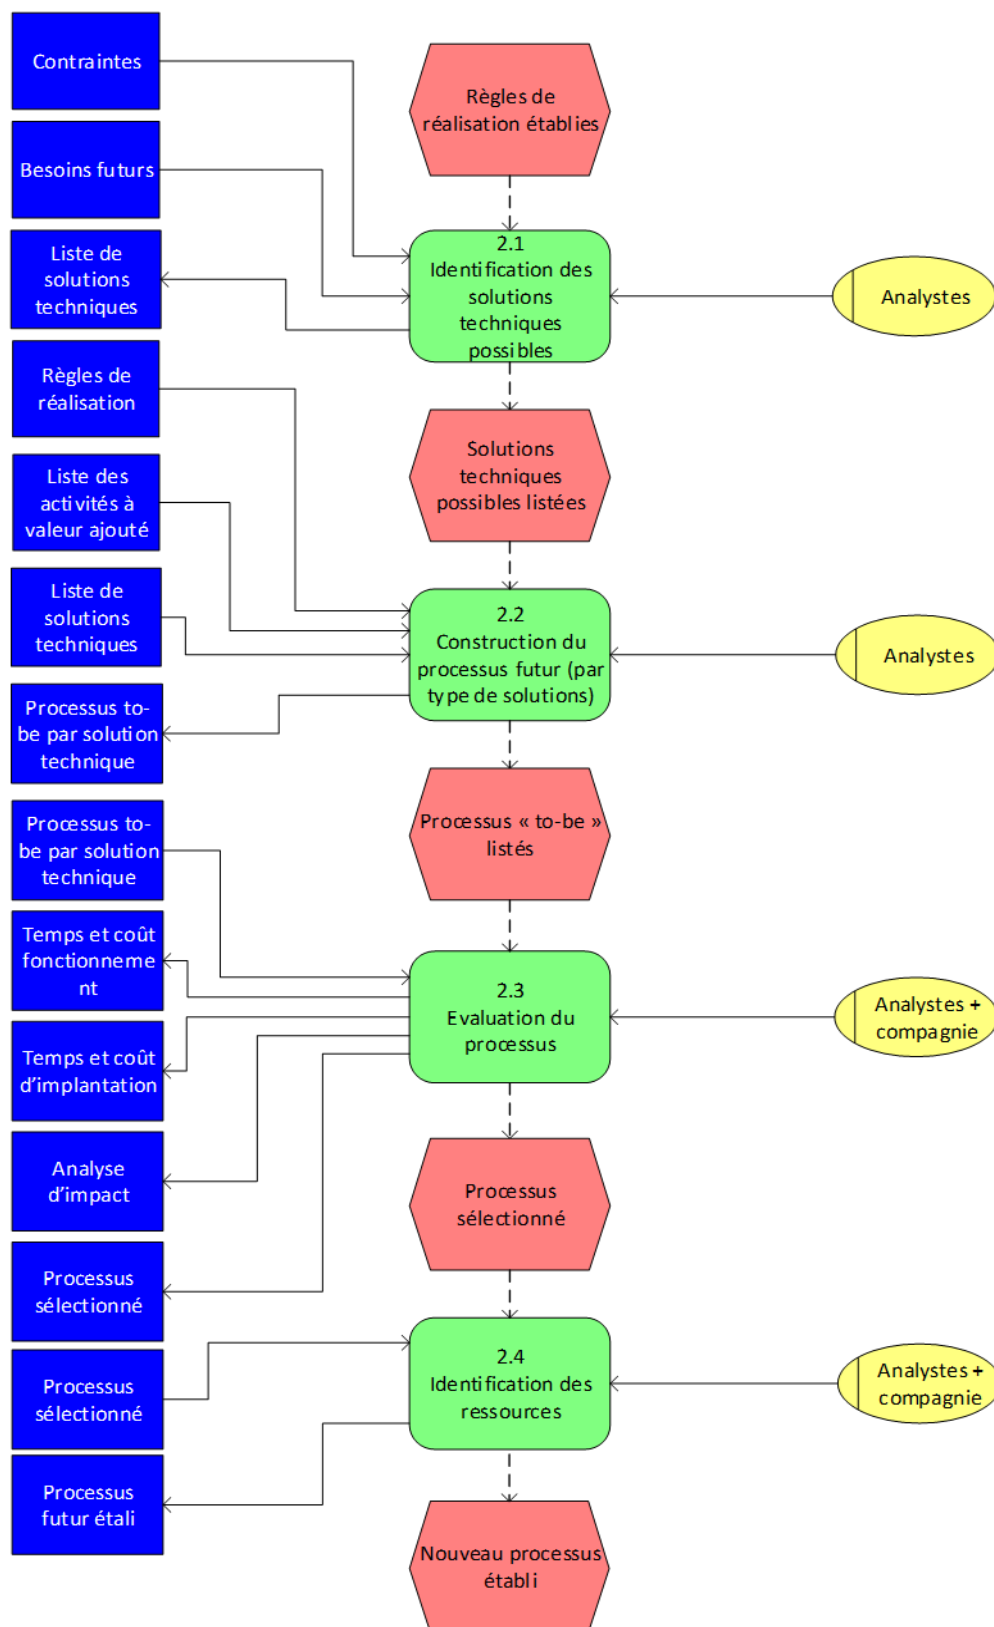 Contraintes
Règles de
réalisation établies
Besoins futurs
Liste de
solutions
techniques
2.1
Identification des
solutions
techniques
possibles
Analystes
Règles de
réalisation
Solutions
techniques
possibles listées
Liste des
activités à
valeur ajouté
Liste de
solutions
techniques
2.2
Construction du
processus futur (par
type de solutions)
Analystes
Processus to-
be par solution
technique
Processus « to-be »
listés
Processus to-
be par solution
technique
Temps et coût
fonctionneme
nt
2.3
Evaluation du
processus
Analystes +
compagnie
Temps et coût
d’implantation
Analyse
d’impact
Processus
sélectionné
Processus
sélectionné
Processus
sélectionné
2.4
Identification des
ressources
Analystes +
compagnie
Processus
futur étali
Nouveau processus
établi